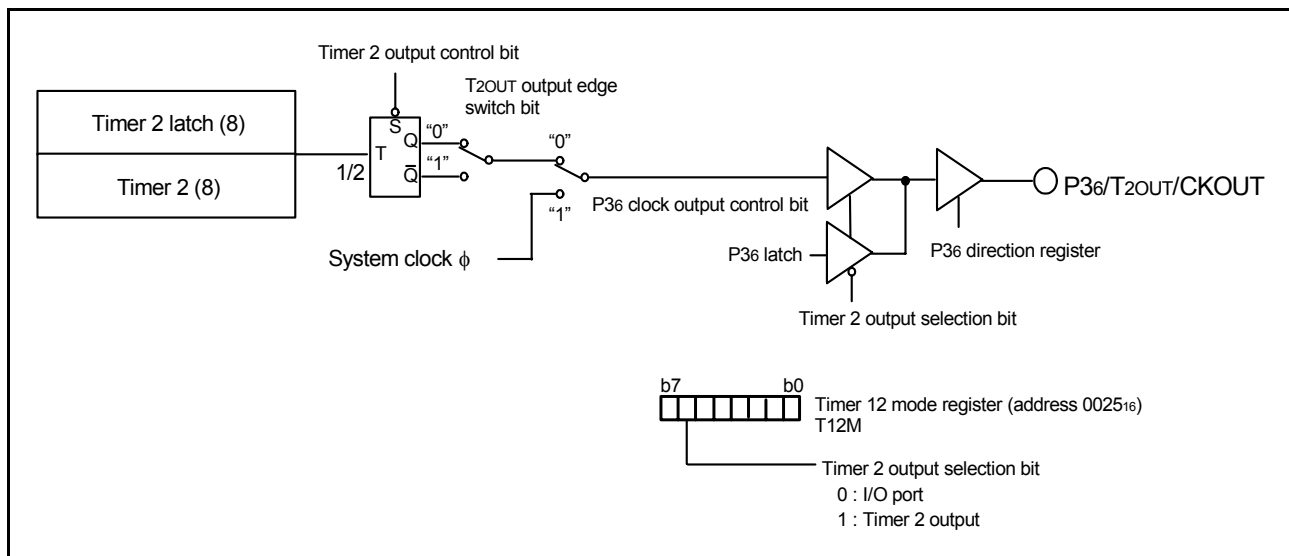 Timer 2 output control bit
T2OUT output edge
switch bit
Timer 2 latch (8)
Timer 2 (8)
1/2
S
T
Q
Q̅
“0”
“1”
“0”
“1”
P36 clock output control bit
System clock ϕ
P36 latch
P36/T2OUT/CKOUT
P36 direction register
Timer 2 output selection bit
b7
b0
Timer 12 mode register (address 002516)
T12M
Timer 2 output selection bit
0 : I/O port
1 : Timer 2 output